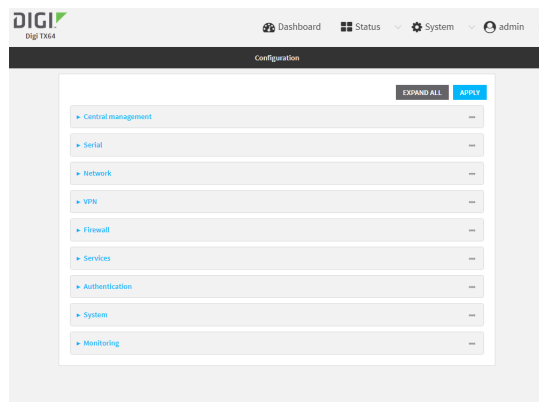 DIGI
Digi TX64
Dashboard Status System admin
Configuration
EXPAND ALL APPLY
Central management
Serial
Network
VPN
Firewall
Services
Authentication
System
Monitoring